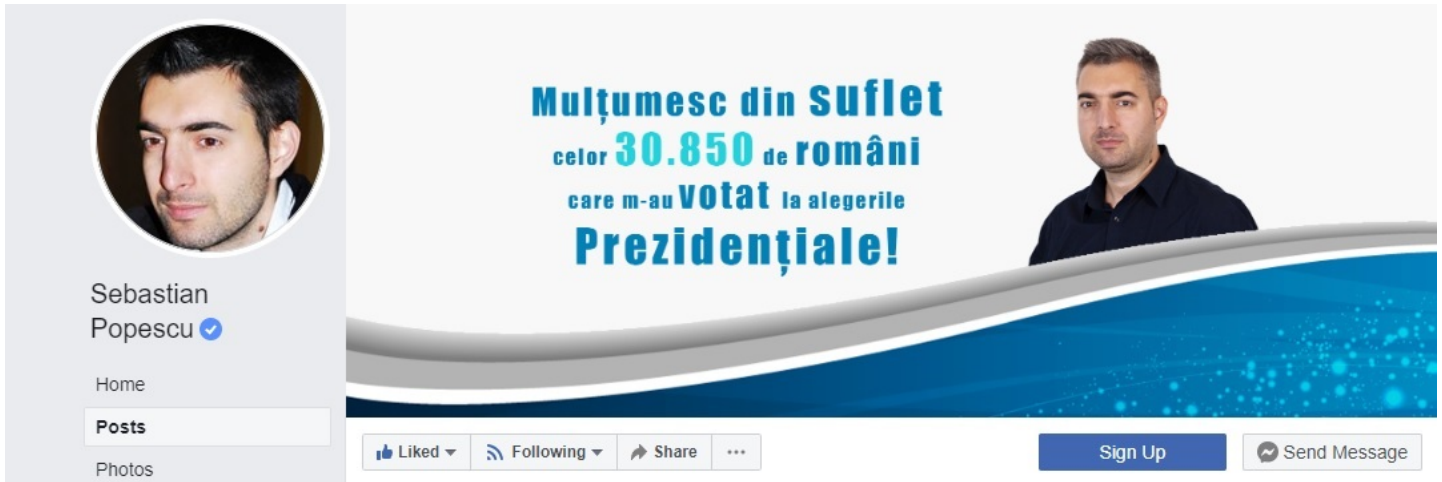 Mulțumesc din suflet
celor 30.850 de români
care m-au votat la alegerile
Prezidențiale!
Sebastian
Popescu
Home
Posts
Photos
Liked
Following
Share
Sign Up
Send Message